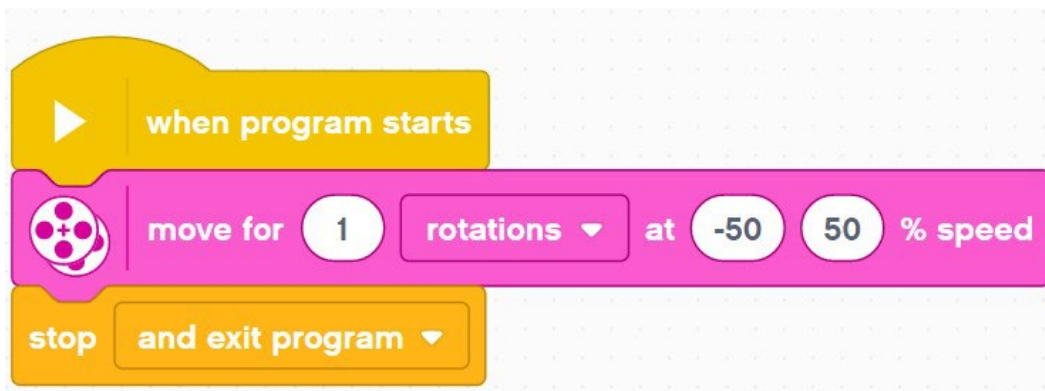 when program starts
move for 1 rotations at -50 50 % speed
stop and exit program